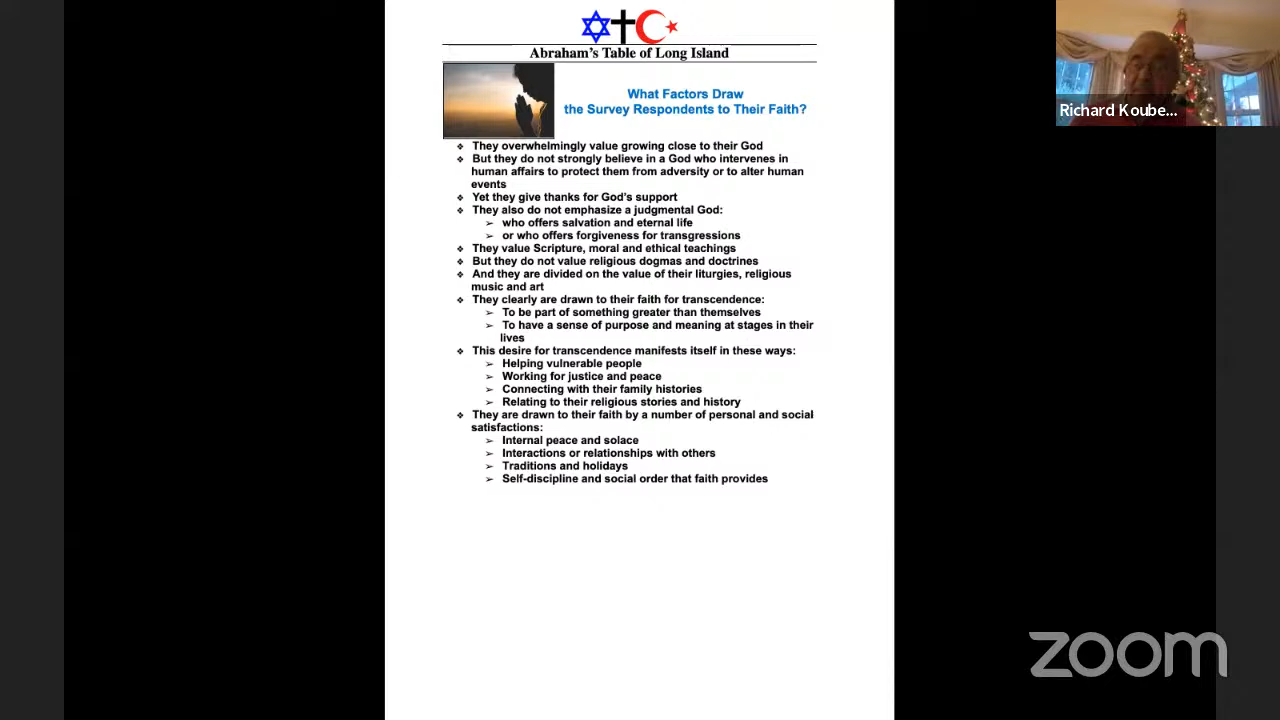 Abraham's Table of Long Island
What Factors Draw
the Survey Respondents to Their Faith?
❖ They overwhelmingly value growing close to their God
❖ But they do not strongly believe in a God who intervenes in
human affairs to protect them from adversity or to alter human
events
❖ Yet they give thanks for God's support
❖ They also do not emphasize a judgmental God:
➢ who offers salvation and eternal life
➢ or who offers forgiveness for transgressions
❖ They value Scripture, moral and ethical teachings
❖ But they do not value religious dogmas and doctrines
❖ And they are divided on the value of their liturgies, religious
music and art
❖ They clearly are drawn to their faith for transcendence:
➢ To be part of something greater than themselves
➢ To have a sense of purpose and meaning at stages in their
lives
❖ This desire for transcendence manifests itself in these ways:
➢ Helping vulnerable people
➢ Working for justice and peace
➢ Connecting with their family histories
➢ Relating to their religious stories and history
❖ They are drawn to their faith by a number of personal and social
satisfactions:
➢ Internal peace and solace
➢ Interactions or relationships with others
➢ Traditions and holidays
➢ Self-discipline and social order that faith provides
Richard Koube...
zoom